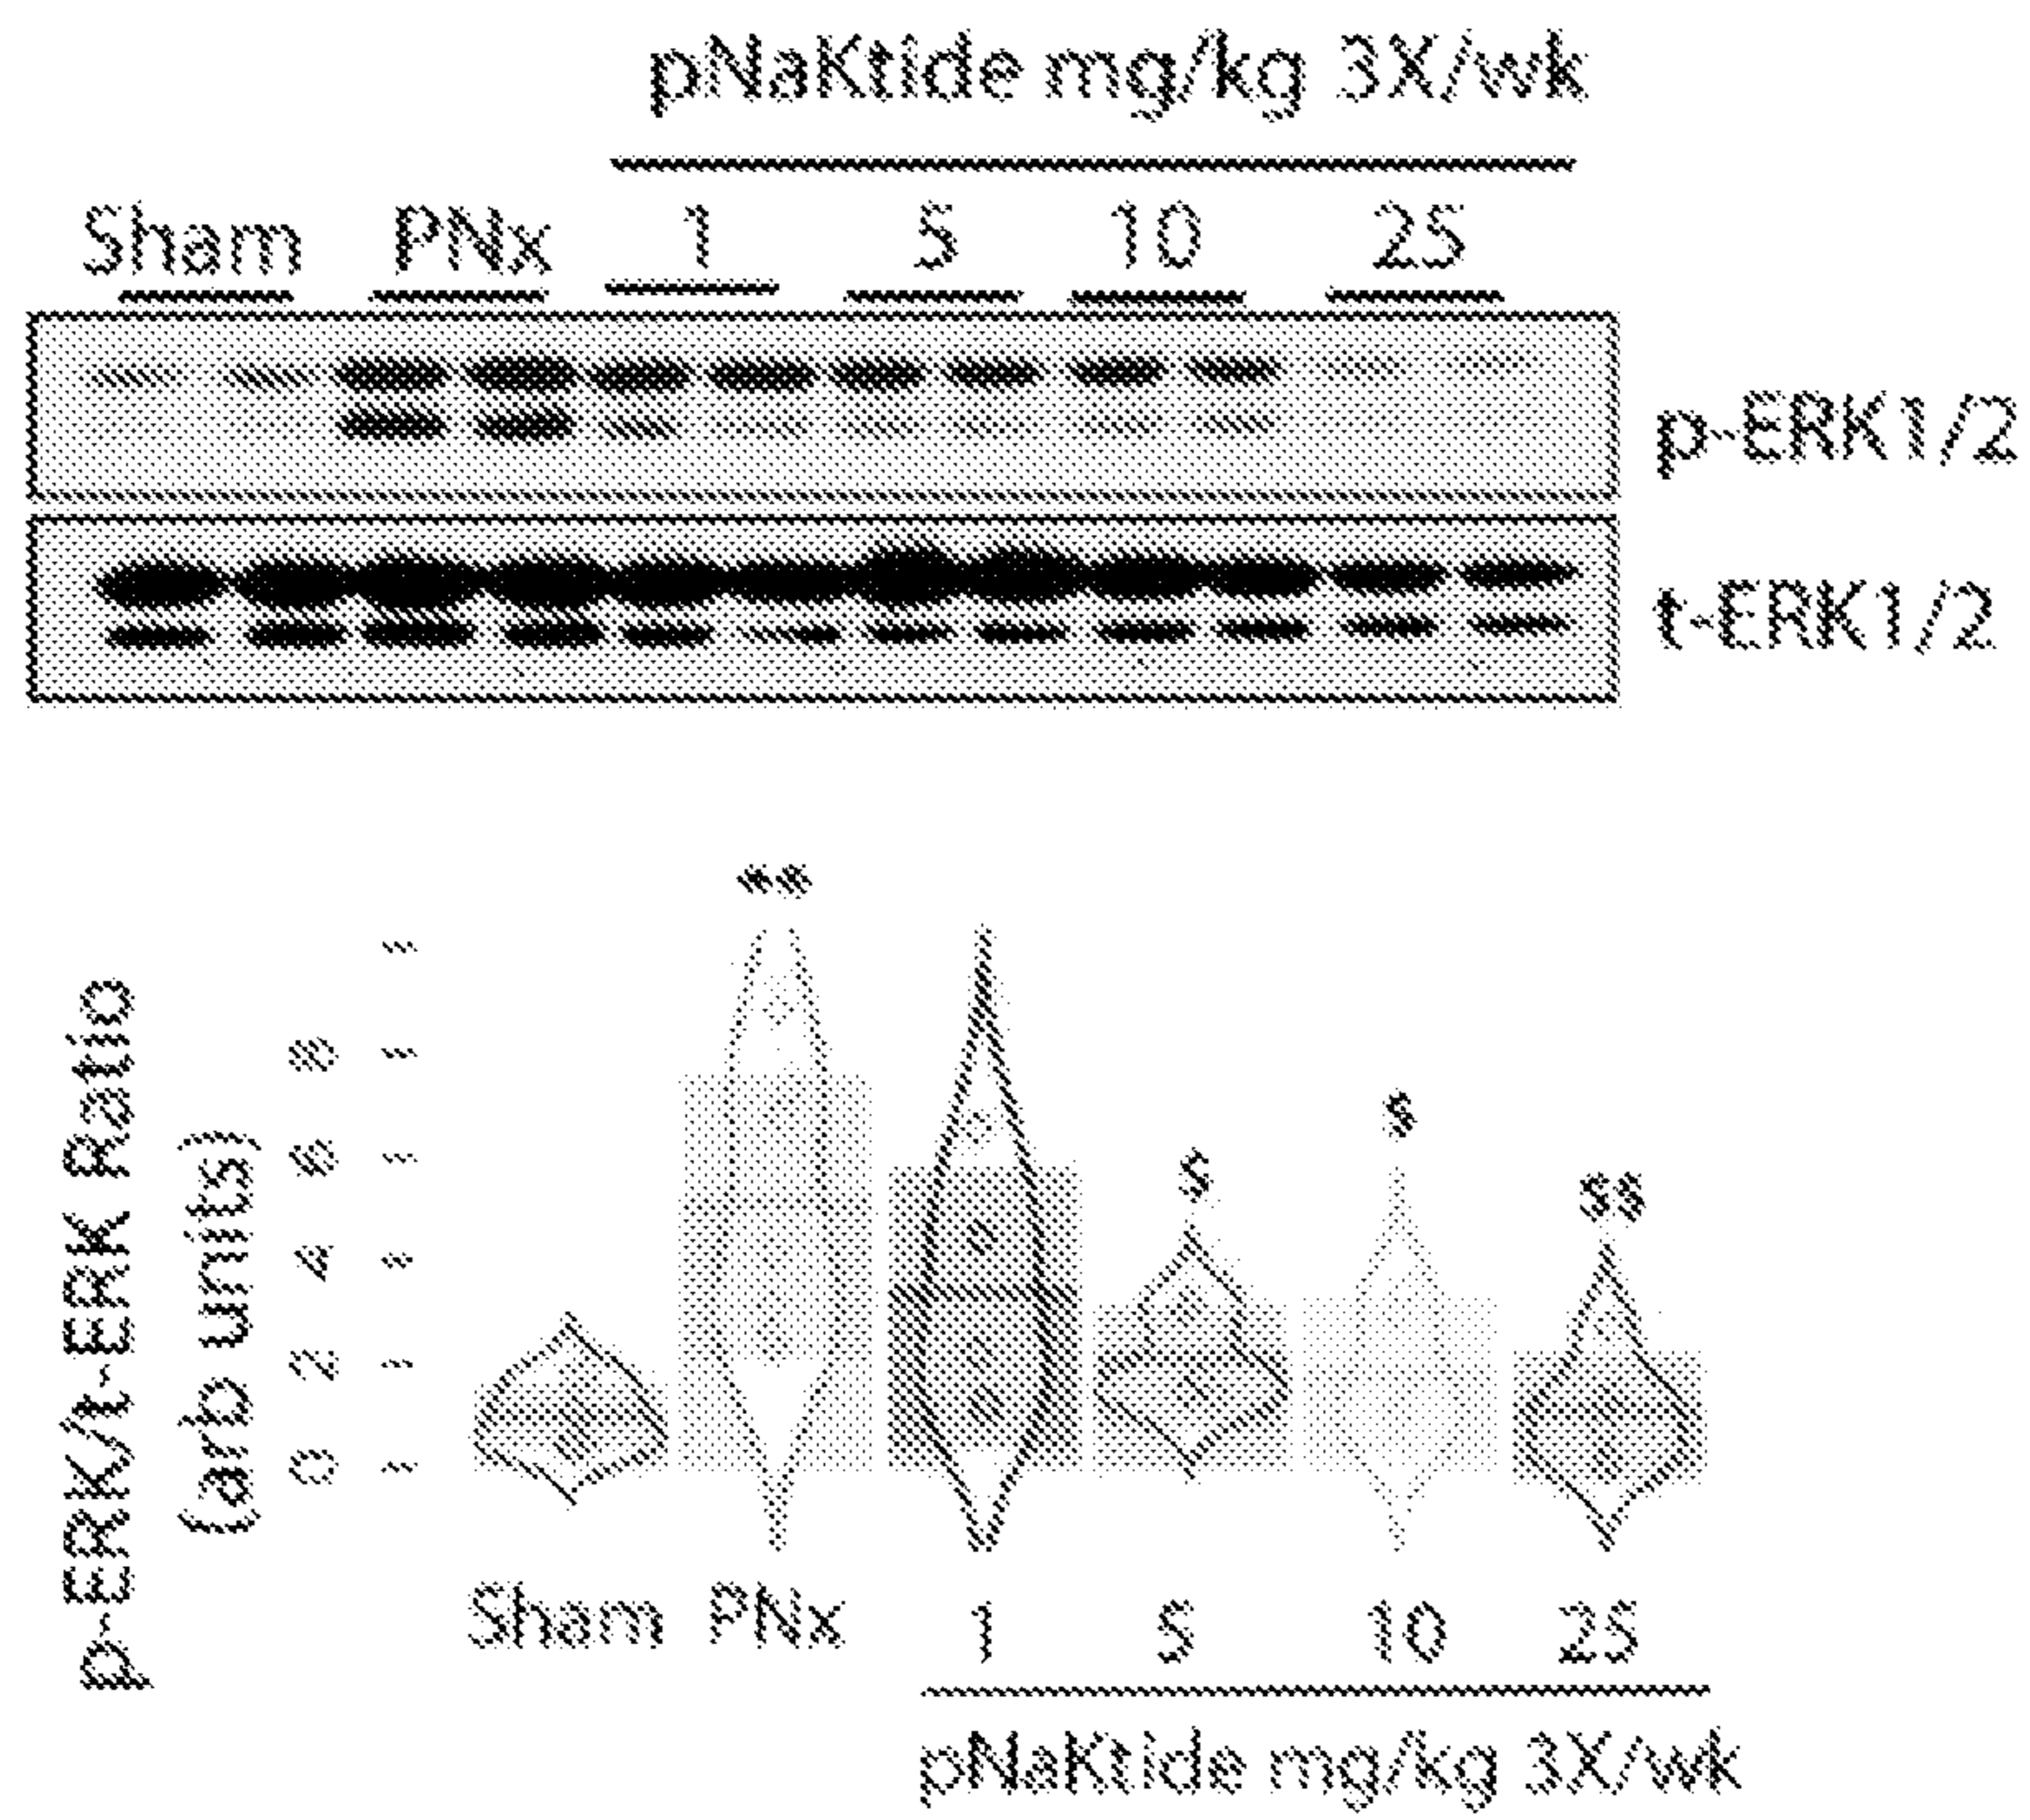 pNaKtide mg/kg 3X/wk
Sham PNx 1 5 10 25
p-ERK1/2
t-ERK1/2
p-ERK/t-ERK Ratio
(arb units)
8
6
4
2
0
**
$
$
$$
Sham PNx 1 5 10 25
pNaKtide mg/kg 3X/wk